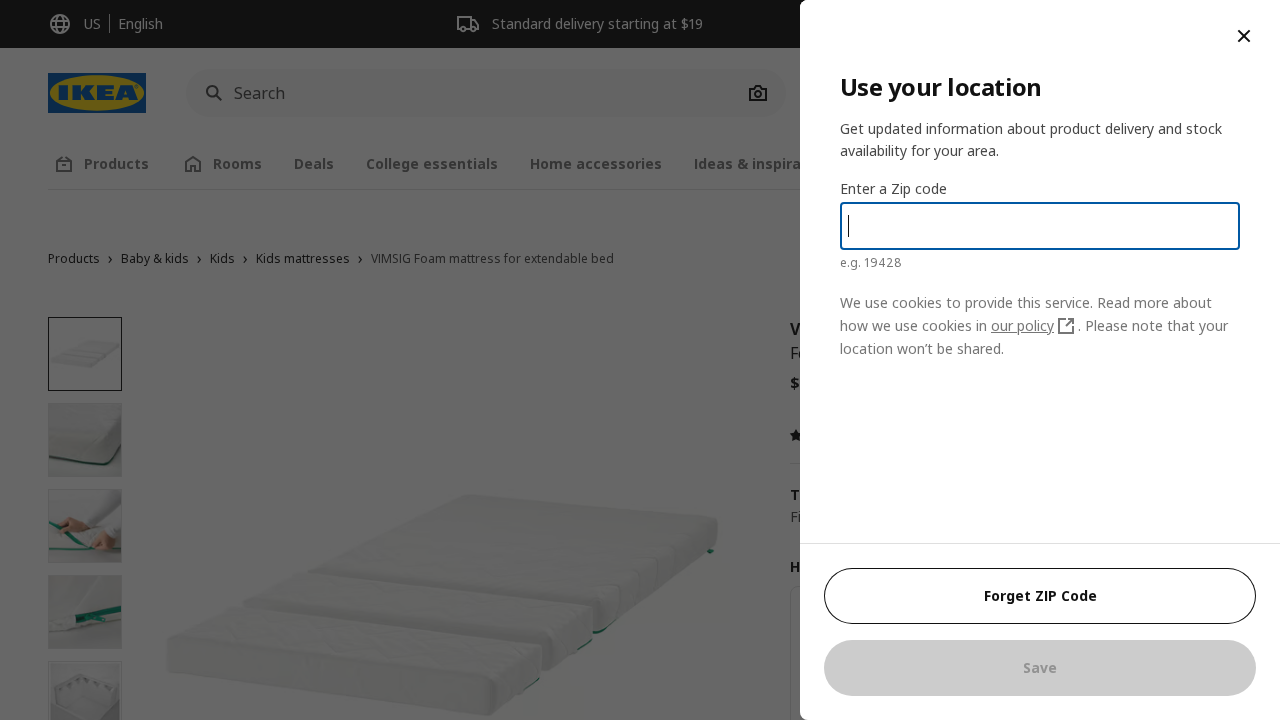 US English
Standard delivery starting at $19
IKEA
Search
Products
Rooms
Deals
College essentials
Home accessories
Ideas & inspira
Products › Baby & kids › Kids › Kids mattresses › VIMSIG Foam mattress for extendable bed
V
Fo
$
T
Fi
H
Use your location
Get updated information about product delivery and stock
availability for your area.
Enter a Zip code
e.g. 19428
We use cookies to provide this service. Read more about
how we use cookies in our policy . Please note that your
location won’t be shared.
Forget ZIP Code
Save